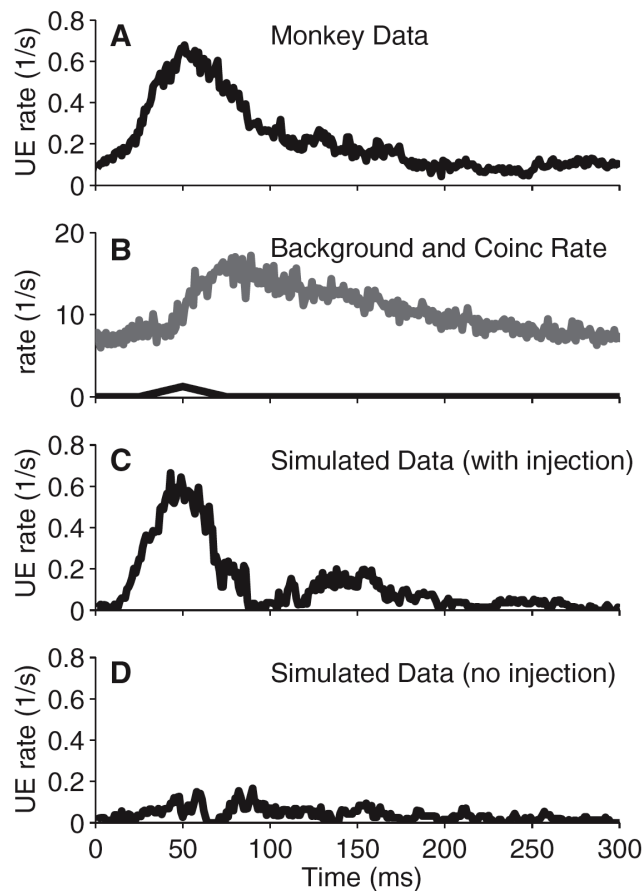 A Monkey Data
UE rate (1/s)
0.8
0.6
0.4
0.2
0
B Background and Coinc Rate
rate (1/s)
20
10
0
C Simulated Data (with injection)
UE rate (1/s)
0.8
0.6
0.4
0.2
0
D Simulated Data (no injection)
UE rate (1/s)
0.8
0.6
0.4
0.2
0
0 50 100 150 200 250 300
Time (ms)